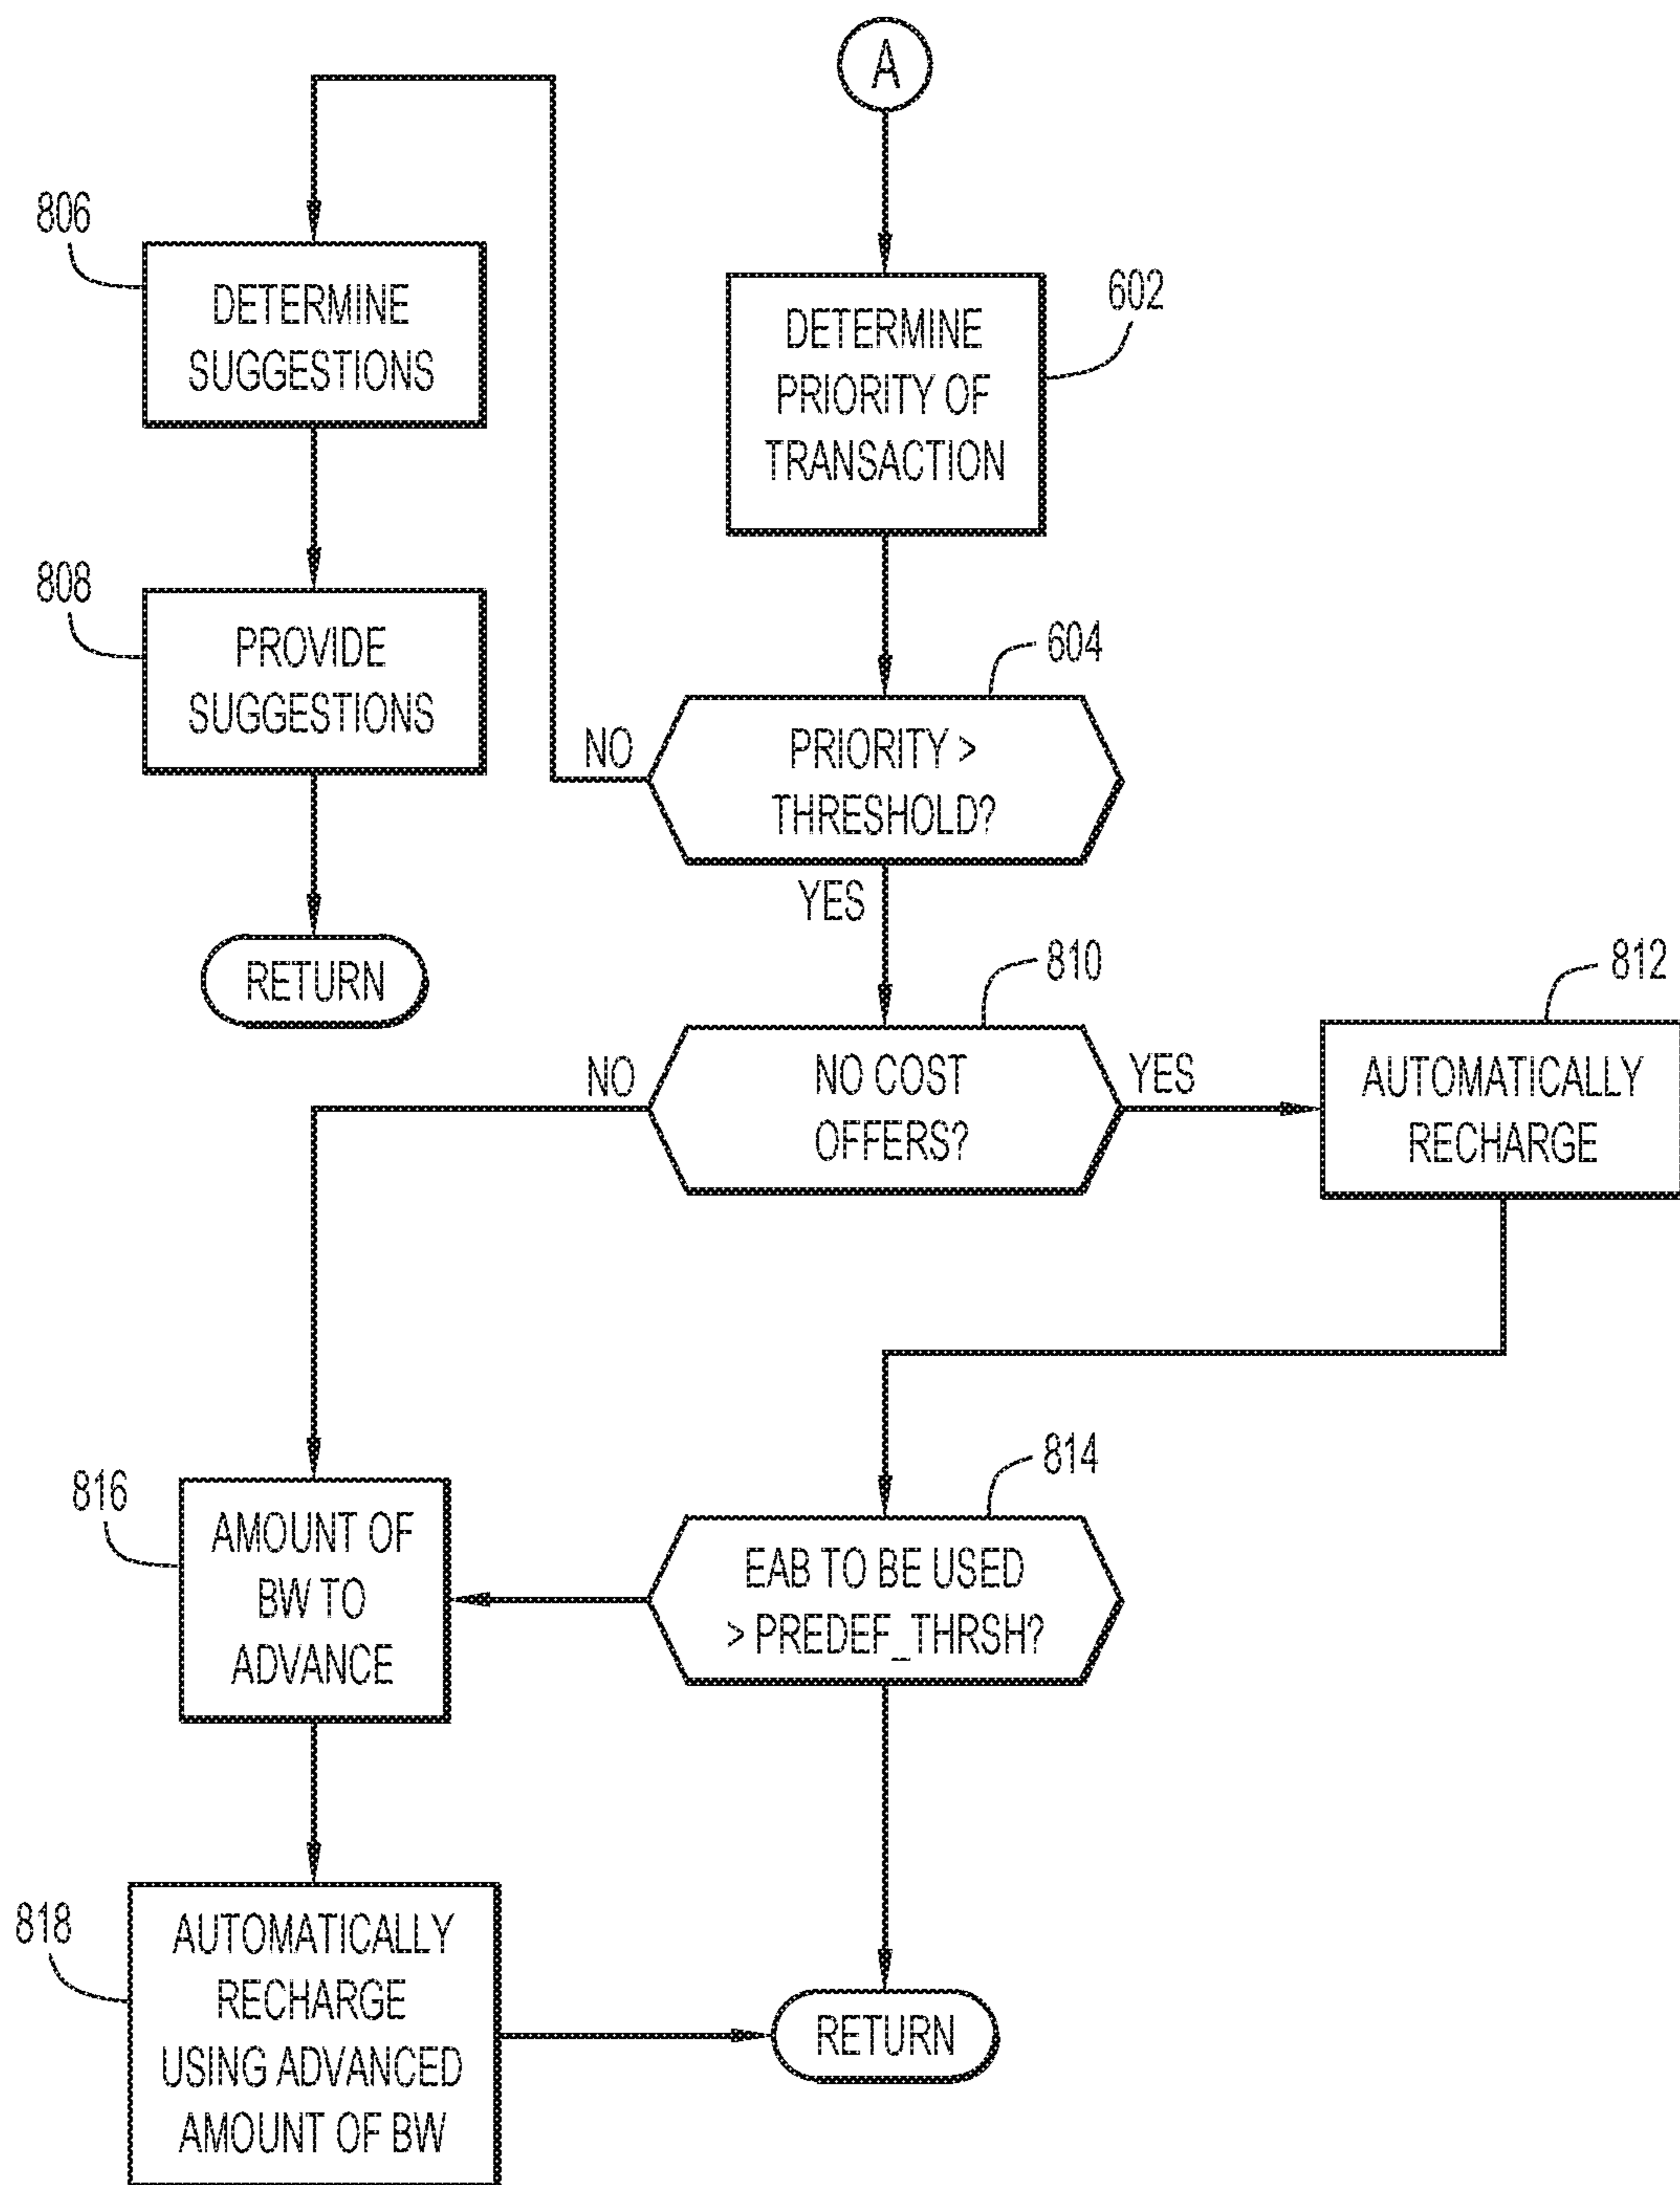 A
806
DETERMINE
SUGGESTIONS
602
DETERMINE
PRIORITY OF
TRANSACTION
808
PROVIDE
SUGGESTIONS
604
NO
PRIORITY >
THRESHOLD?
YES
RETURN
810
812
NO
NO COST
OFFERS?
YES
AUTOMATICALLY
RECHARGE
816
AMOUNT OF
BW TO
ADVANCE
814
EAB TO BE USED
> PREDEF_THRSH?
818
AUTOMATICALLY
RECHARGE
USING ADVANCED
AMOUNT OF BW
RETURN